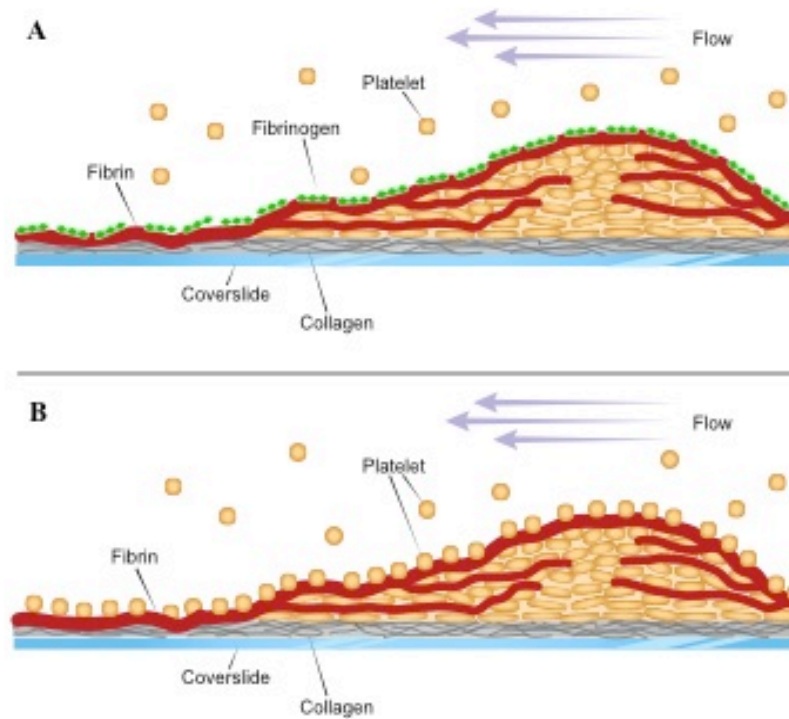 A
Flow
Platelet
Fibrinogen
Fibrin
Coverslide
Collagen
B
Flow
Platelet
Fibrin
Coverslide
Collagen